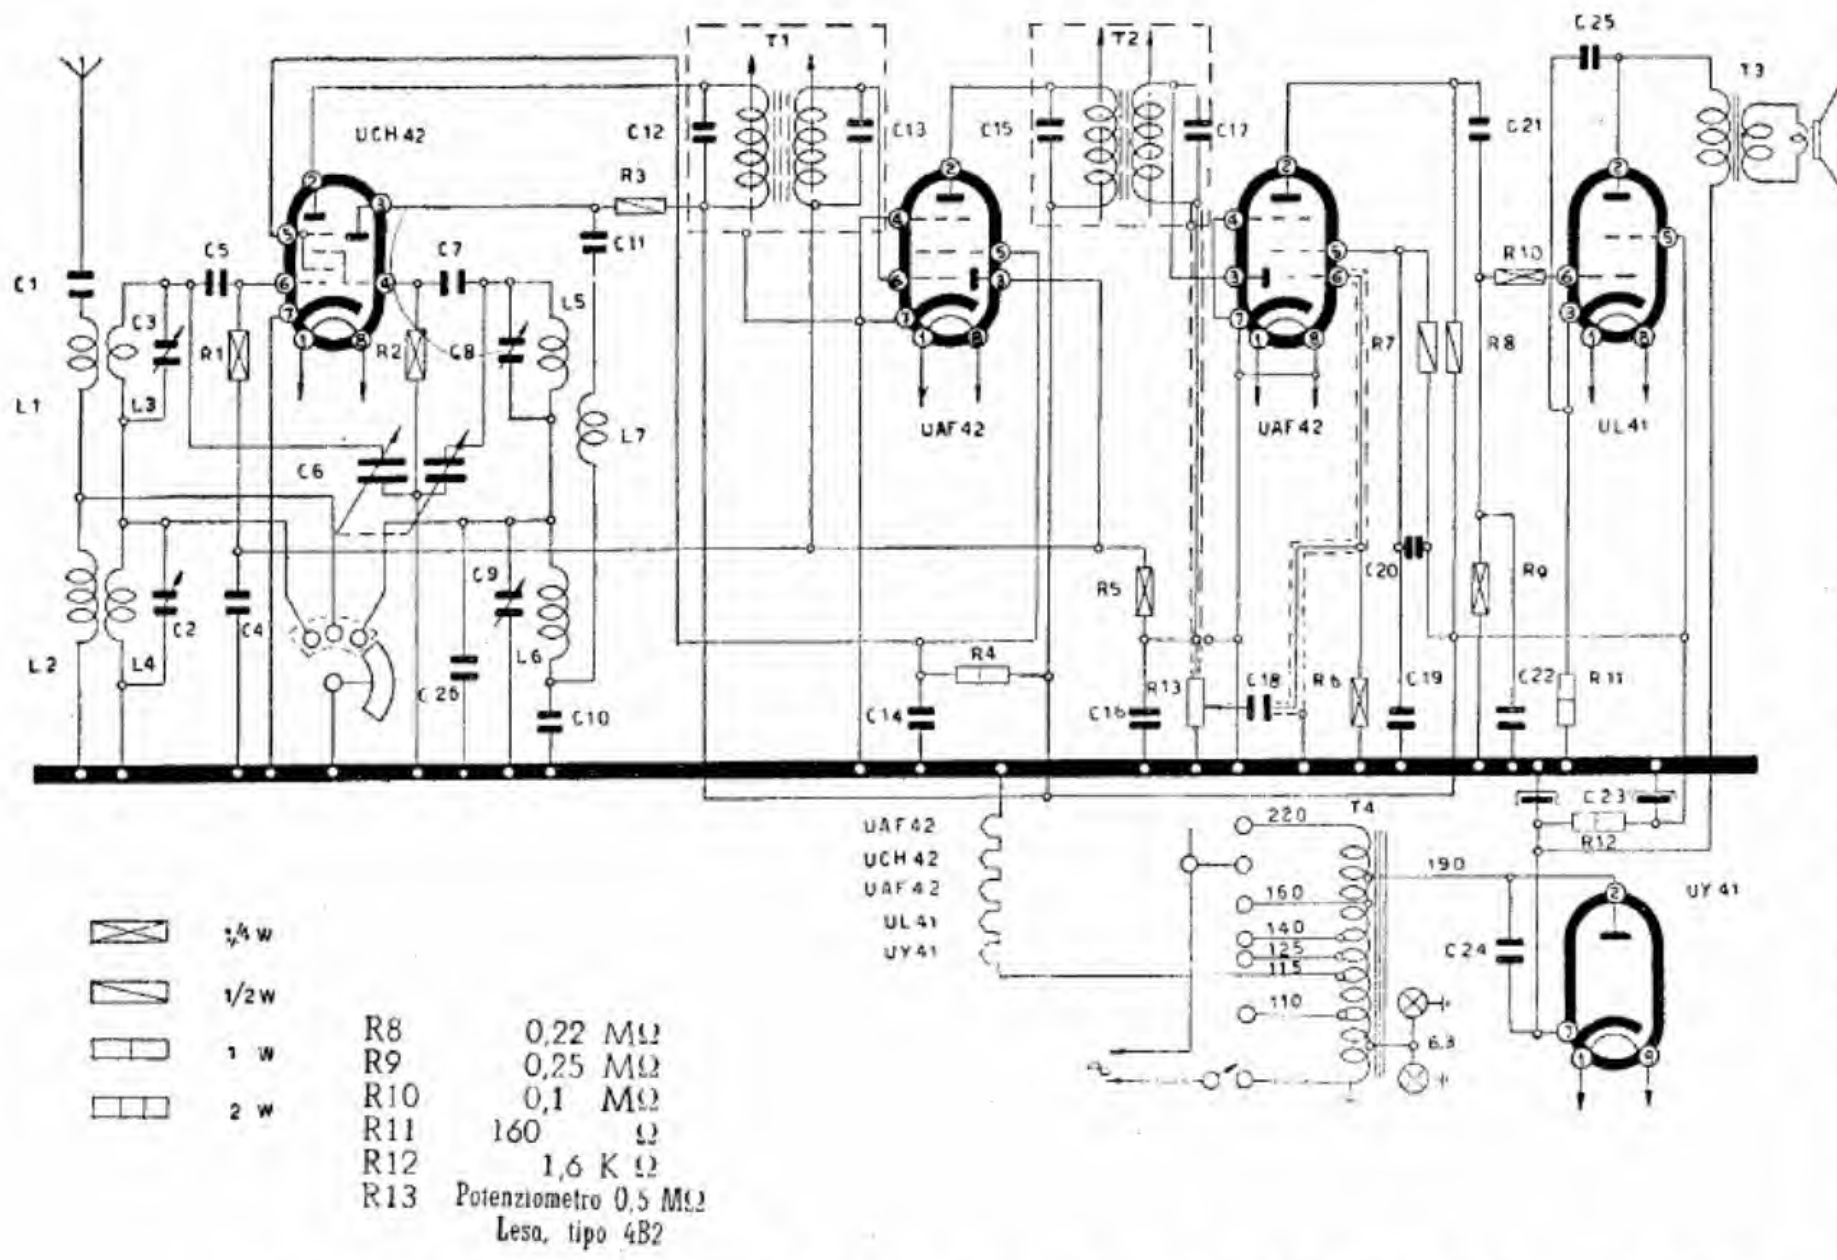 C25
T1
T2
T3
UCH42
C12
C13
C15
C17
C21
R3
C5
C7
C11
R10
C1
C3
R1
R2
C8
L5
R7
R8
L1
L3
L7
UAF42
UAF42
UL41
C6
C9
R5
C20
R9
C2
C4
L2
L4
L6
R4
C26
C10
C14
C16
R13
C18
R6
C19
C22
R11
UAF42
UCH42
UAF42
UL41
UY41
T4
C23
R12
220
190
160
140
125
115
110
6.3
UY41
C24
1/4 W
1/2 W
1 W
2 W
R8 0,22 MΩ
R9 0,25 MΩ
R10 0,1 MΩ
R11 160 Ω
R12 1,6 K Ω
R13 Potenziometro 0,5 MΩ
Lesa, tipo 4B2